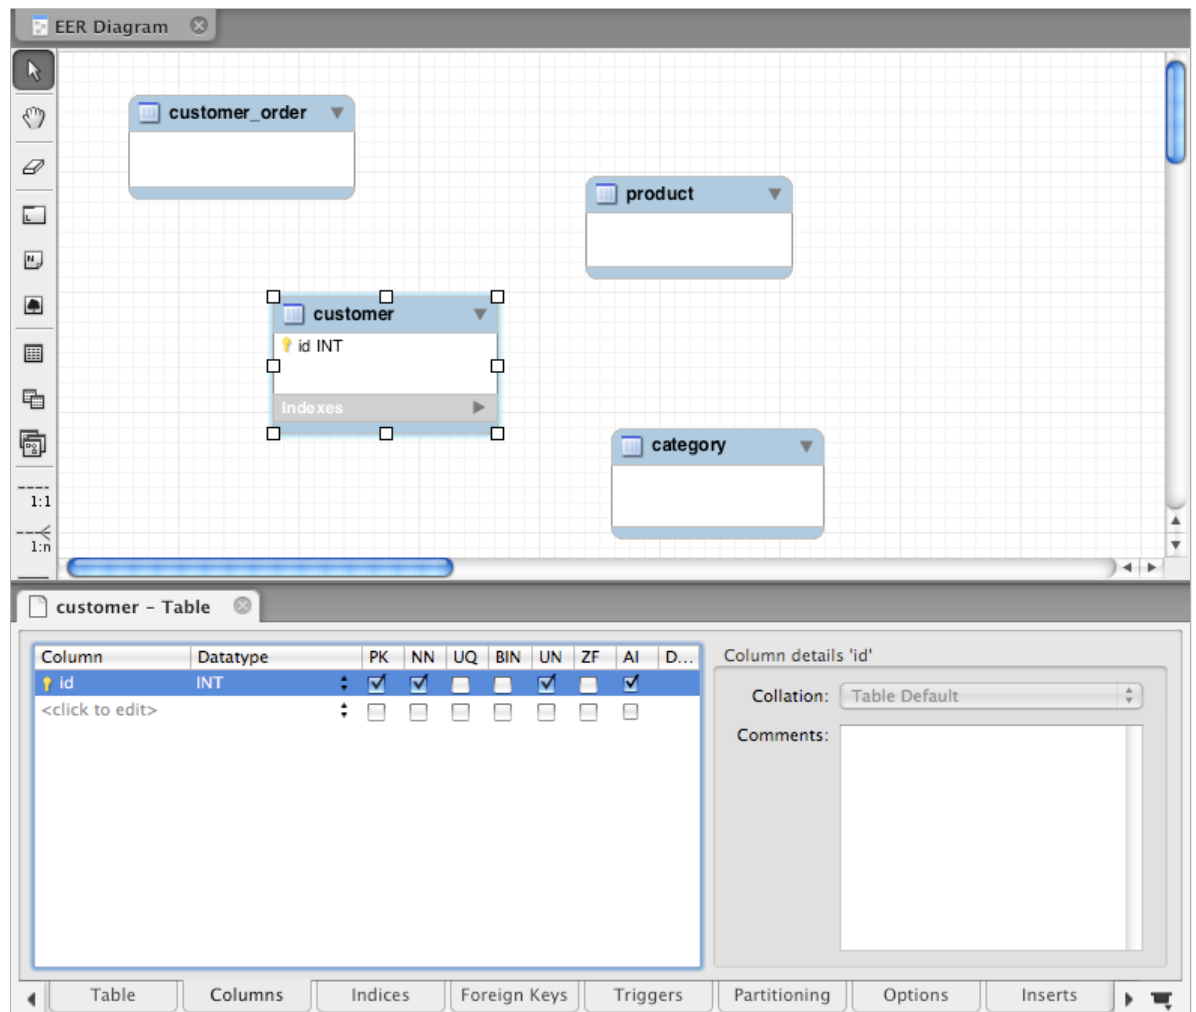 EER Diagram
customer_order
product
customer
id INT
Indexes
category
1:1
1:n
customer – Table
Column Datatype PK NN UQ BIN UN ZF AI D...
id INT
<click to edit>
Column details 'id'
Collation: Table Default
Comments:
Table Columns Indices Foreign Keys Triggers Partitioning Options Inserts